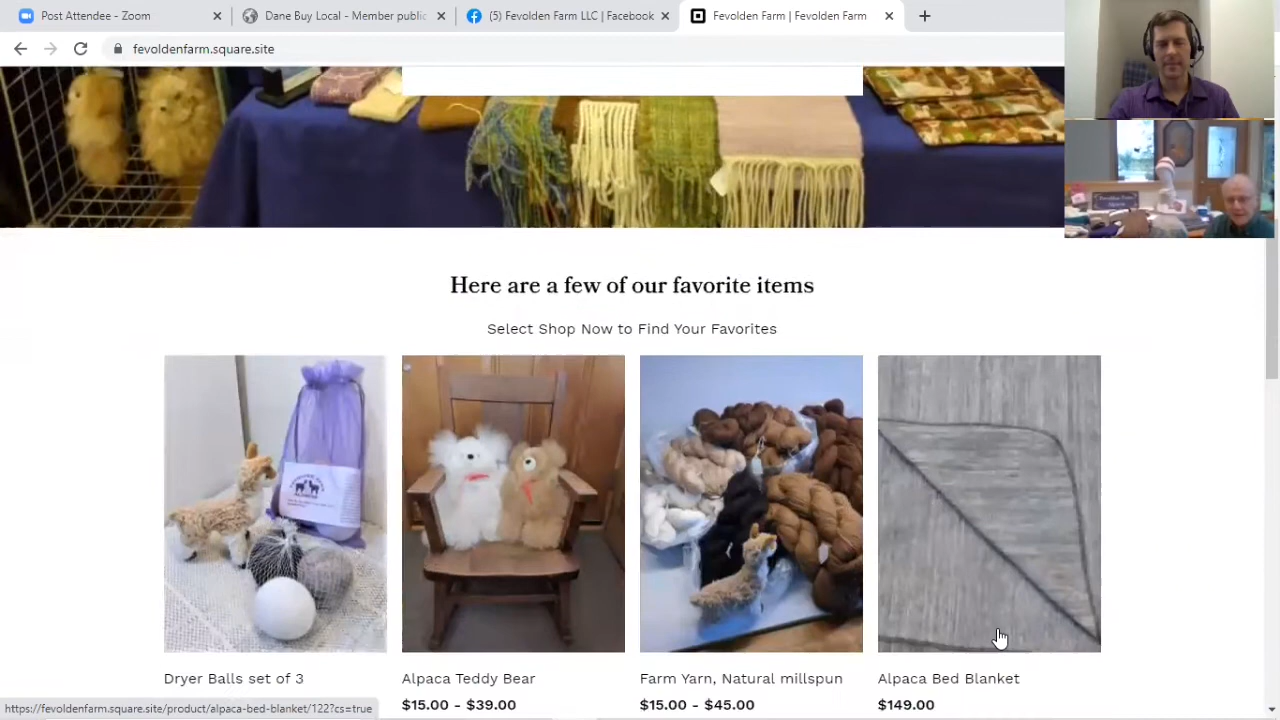 Post Attendee - Zoom
Dane Buy Local - Member public
(5) Fevolden Farm LLC | Facebook
Fevolden Farm | Fevolden Farm
fevoldenfarm.square.site
Here are a few of our favorite items
Select Shop Now to Find Your Favorites
Dryer Balls set of 3
Alpaca Teddy Bear
Farm Yarn, Natural millspun
Alpaca Bed Blanket
$15.00 - $39.00
$15.00 - $45.00
$149.00
https://fevoldenfarm.square.site/product/alpaca-bed-blanket/122?cs=true